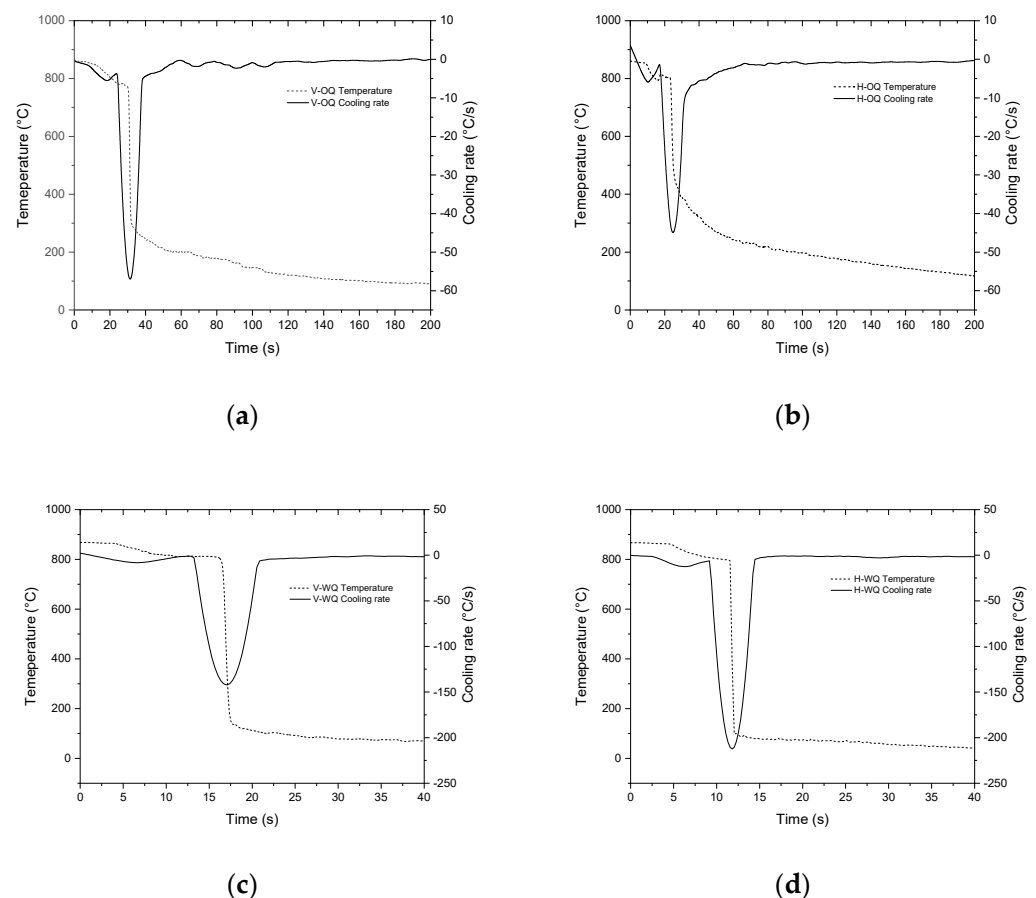 1000
800
600
400
200
0
Temeperature (°C)
10
0
-10
-20
-30
-40
-50
-60
Cooling rate (°C/s)
V-OQ Temperature
V-OQ Cooling rate
0 20 40 60 80 100 120 140 160 180 200
Time (s)
(a)
1000
800
600
400
200
0
Temeperature (°C)
10
0
-10
-20
-30
-40
-50
-60
Cooling rate (°C/s)
H-OQ Temperature
H-OQ Cooling rate
0 20 40 60 80 100 120 140 160 180 200
Time (s)
(b)
1000
800
600
400
200
0
Temeperature (°C)
50
0
-50
-100
-150
-200
-250
Cooling rate (°C/s)
V-WQ Temperature
V-WQ Cooling rate
0 5 10 15 20 25 30 35 40
Time (s)
(c)
1000
800
600
400
200
0
Temeperature (°C)
50
0
-50
-100
-150
-200
-250
Cooling rate (°C/s)
H-WQ Temperature
H-WQ Cooling rate
0 5 10 15 20 25 30 35 40
Time (s)
(d)